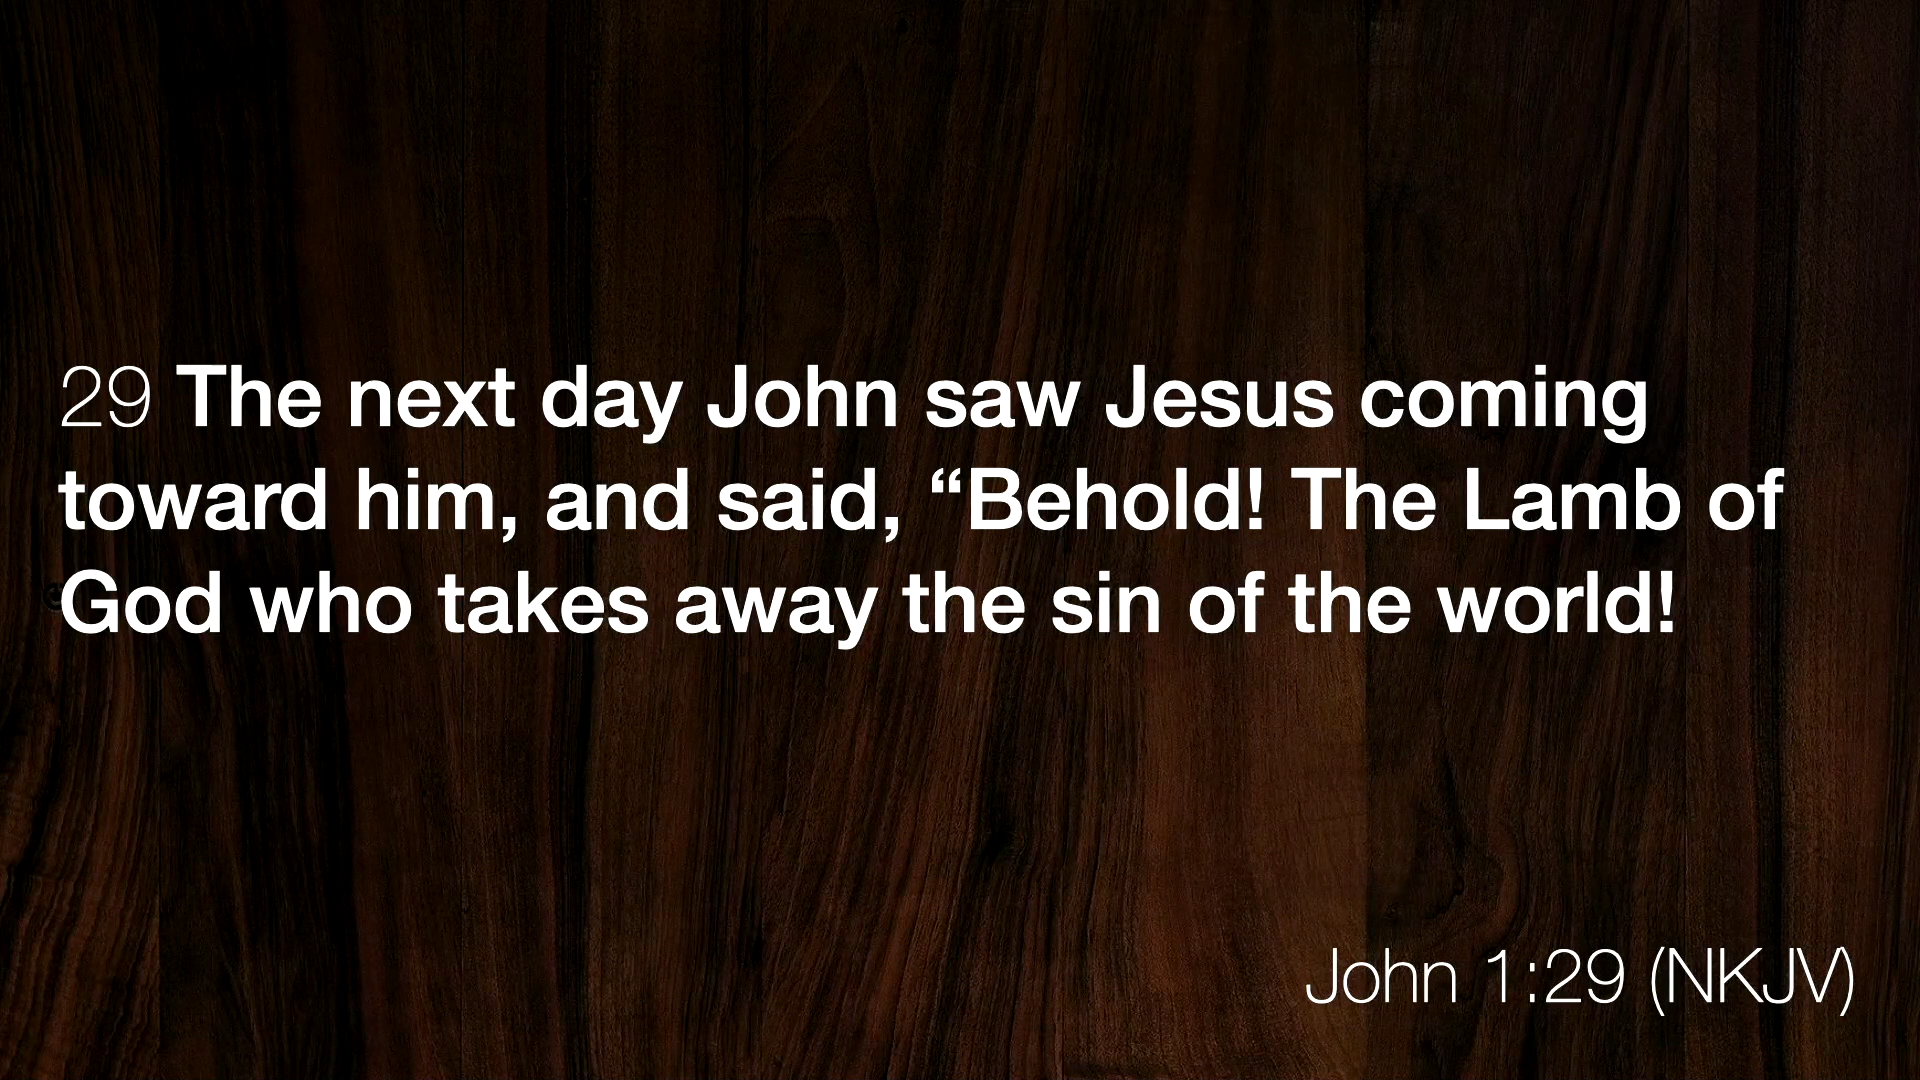 29 The next day John saw Jesus coming
toward him, and said, “Behold! The Lamb of
God who takes away the sin of the world!
John 1:29 (NKJV)